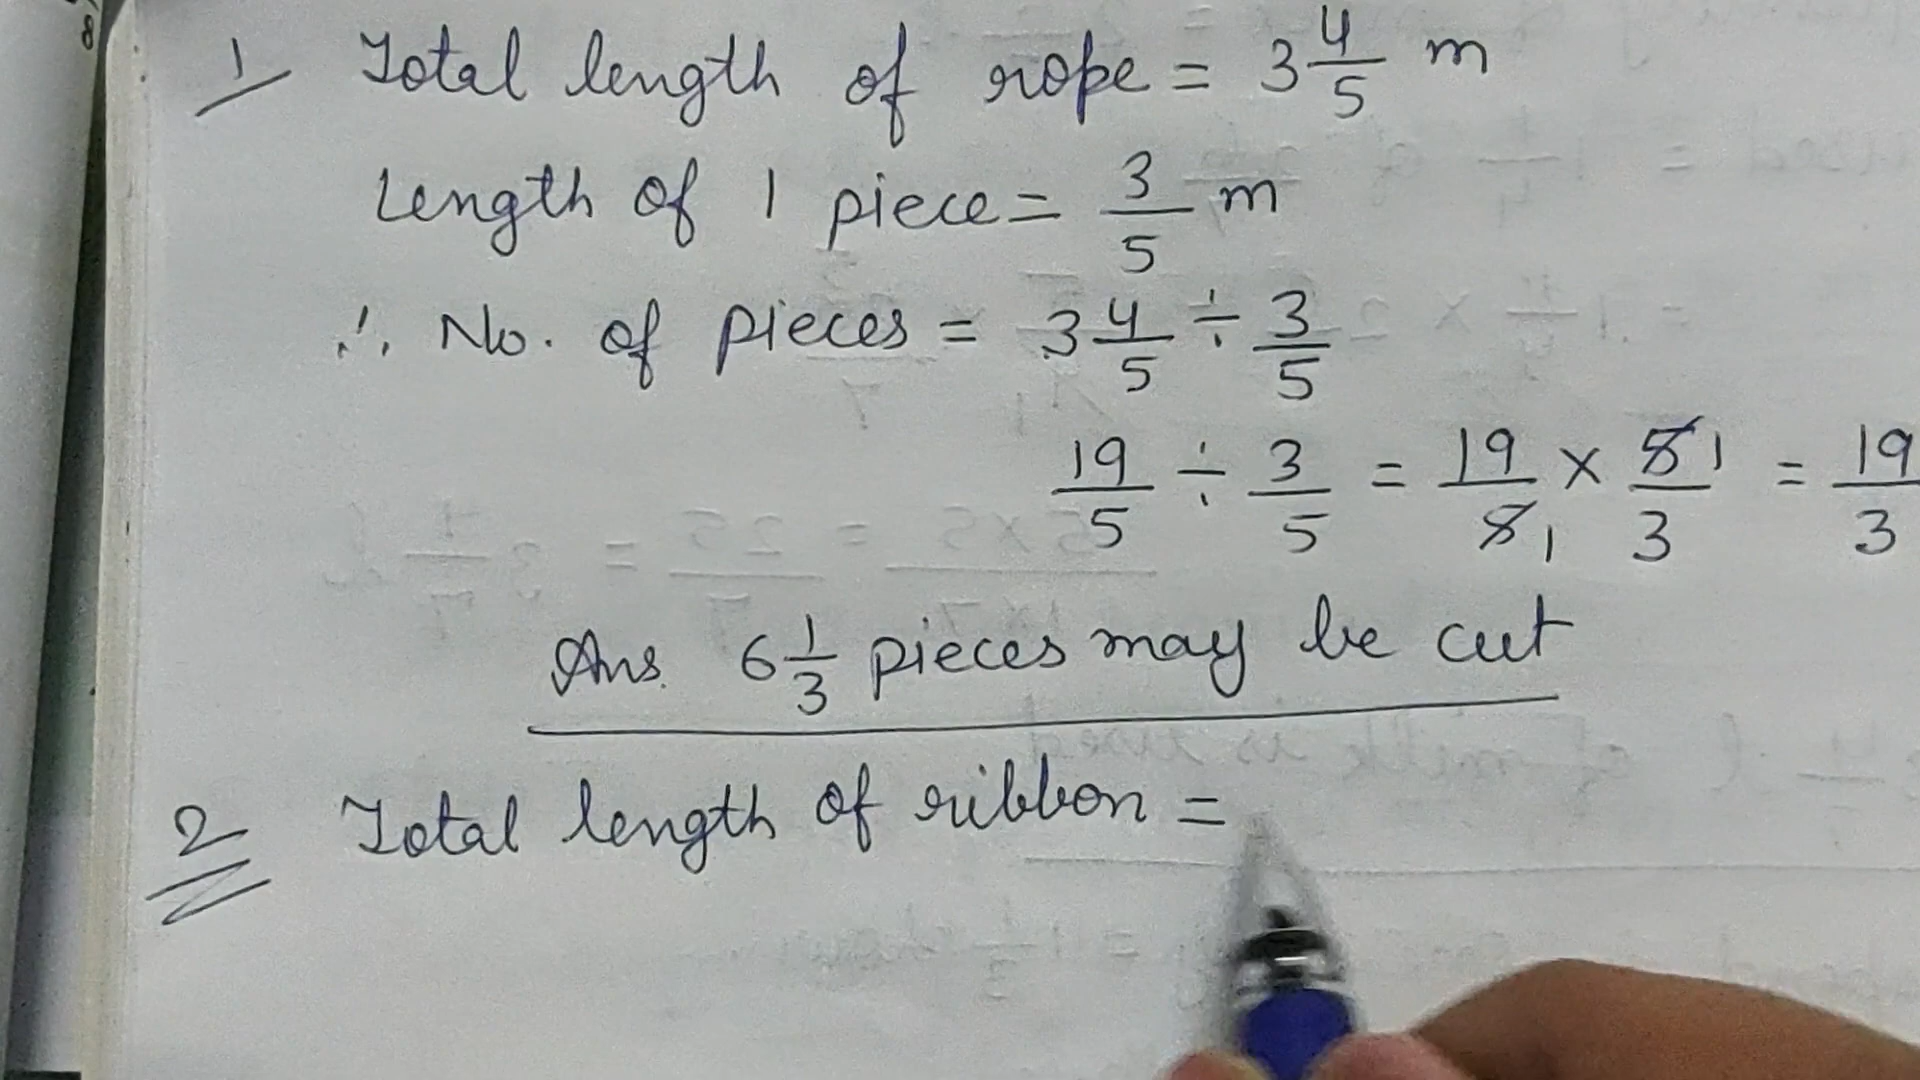 1 Total length of rope = 3 4/5 m
Length of 1 piece = 3/5 m
∴ No. of pieces = 3 4/5 ÷ 3/5
19/5 ÷ 3/5 = 19/5 1 × 5 1/3 = 19/3
Ans. 6 1/3 pieces may be cut
2 Total length of ribbon =